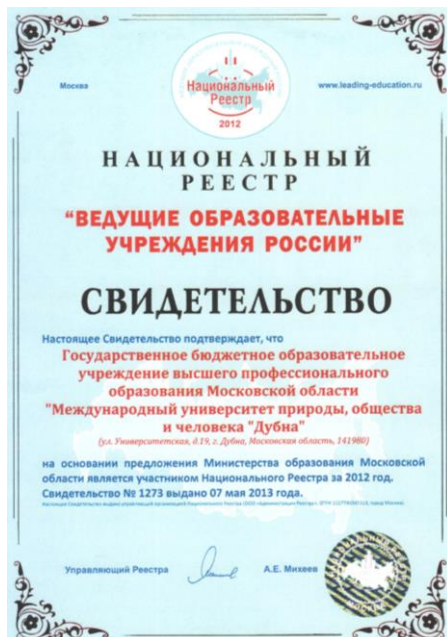 Москва
www.leading-education.ru
Национальный
Реестр
2012
НАЦИОНАЛЬНЫЙ
РЕЕСТР
"ВЕДУЩИЕ ОБРАЗОВАТЕЛЬНЫЕ
УЧРЕЖДЕНИЯ РОССИИ"
СВИДЕТЕЛЬСТВО
Настоящее Свидетельство подтверждает, что
Государственное бюджетное образовательное
учреждение высшего профессионального
образования Московской области
"Международный университет природы, общества
и человека "Дубна"
(ул. Университетская, д.19, г. Дубна, Московская область, 141980)
на основании предложения Министерства образования Московской
области является участником Национального Реестра за 2012 год.
Свидетельство № 1273 выдано 07 мая 2013 года.
Управляющий Реестра
А.Е. Михеев